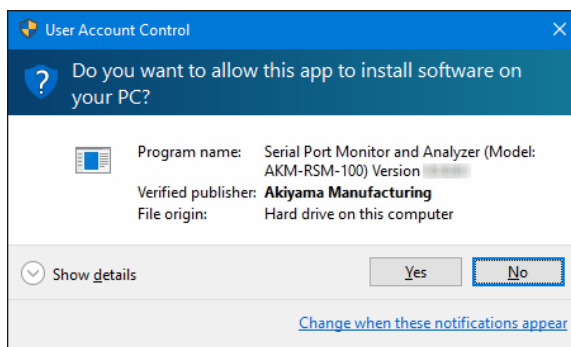 User Account Control
Do you want to allow this app to install software on
your PC?
Program name: Serial Port Monitor and Analyzer (Model:
AKM-RSM-100) Version
Verified publisher: Akiyama Manufacturing
File origin: Hard drive on this computer
Show details
Yes
No
Change when these notifications appear